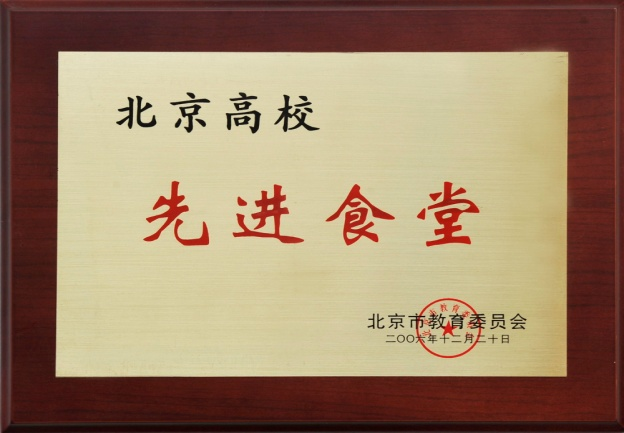 北京高校
先进食堂
北京市教育委员会
二〇〇六年十二月二十日